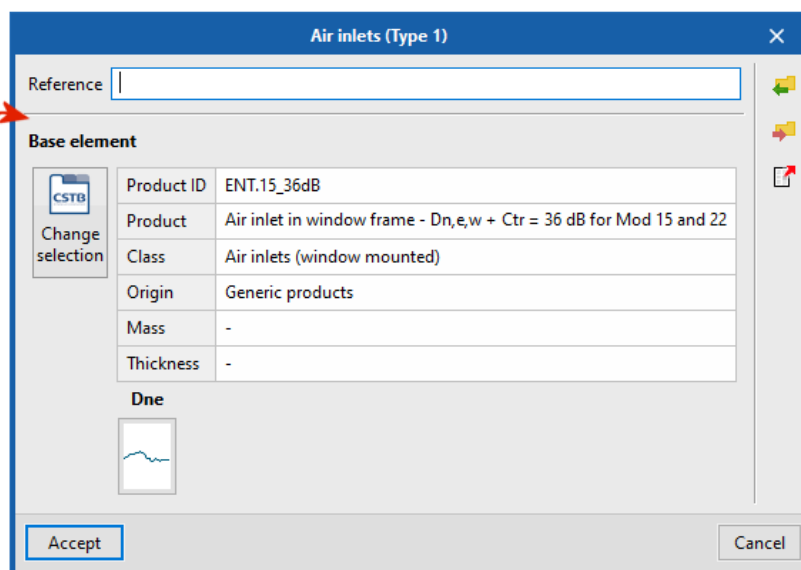 Air inlets (Type 1)
Reference
Base element
CSTB
Change
selection
Product ID ENT.15_36dB
Product Air inlet in window frame - Dn,e,w + Ctr = 36 dB for Mod 15 and 22
Class Air inlets (window mounted)
Origin Generic products
Mass -
Thickness -
Dne
Accept Cancel